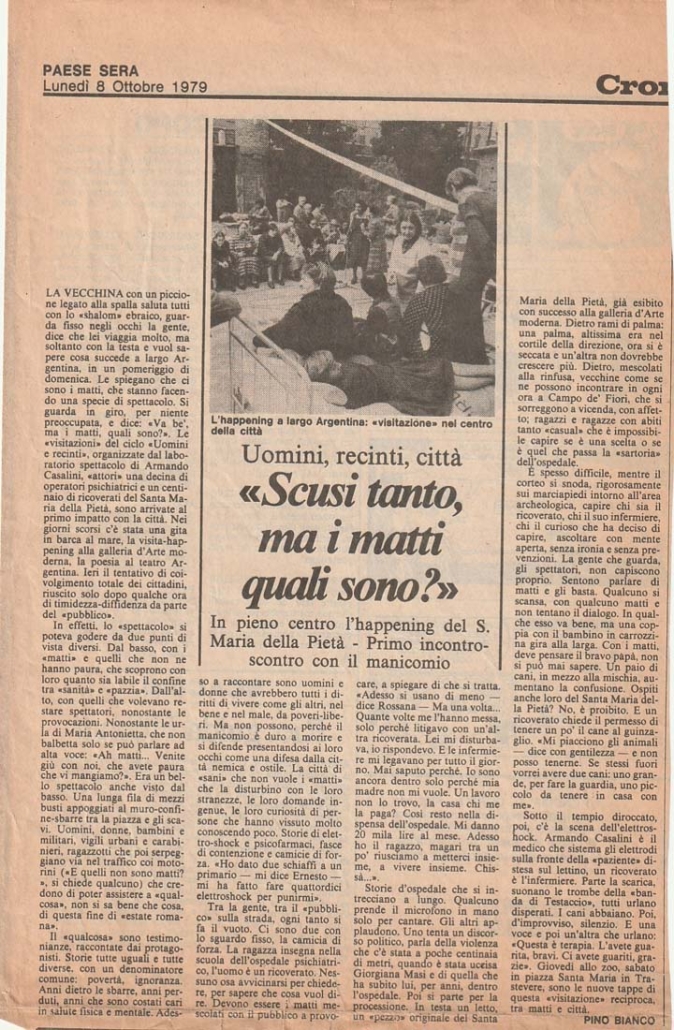 PAESE SERA
Lunedì 8 Ottobre 1979
Cron
L'happening a largo Argentina: «visitazione» nel centro
della città
Uomini, recinti, città
«Scusi tanto,
ma i matti
quali sono?»
In pieno centro l'happening del S.
Maria della Pietà - Primo incontro-
scontro con il manicomio
LA VECCHINA con un piccio-
ne legato alla spalla saluta tutti
con lo «shalom» ebraico, guar-
da fisso negli occhi la gente,
dice che lei viaggia molto, ma
soltanto con la testa e vuol sa-
pere cosa succede a largo Ar-
gentina, in un pomeriggio di
domenica. Le spiegano che ci
sono i matti, che stanno facen-
do una specie di spettacolo. Si
guarda in giro, per niente
preoccupata, e dice: «Va be',
ma i matti, quali sono?». Le
«visitazioni» del ciclo «Uomini
e recinti», organizzate dal labo-
ratorio spettacolo di Armando
Casalini, «attori» una decina di
operatori psichiatrici e un centi-
naio di ricoverati del Santa Ma-
ria della Pietà, sono arrivate al
primo impatto con la città. Nei
giorni scorsi c'è stata una gita
in barca al mare, la visita-hap-
pening alla galleria d'Arte mo-
derna, la poesia al teatro Ar-
gentina. Ieri il tentativo di coi-
volgimento totale dei cittadini,
riuscito solo dopo qualche ora
di timidezza-diffidenza da parte
del «pubblico».
In effetti, lo «spettacolo» si
poteva godere da due punti di
vista diversi. Dal basso, con i
«matti» e quelli che non ne
hanno paura, che scoprono con
loro quanto sia labile il confine
tra «sanità» e «pazzia». Dall'al-
to, con quelli che volevano re-
stare spettatori, nonostante le
provocazioni. Nonostante le ur-
la di Maria Antonietta, che non
balbetta solo se può parlare ad
alta voce: «Ah matti... Venite
giù con noi, che avete paura
che vi mangiamo?». Era un bel-
lo spettacolo anche visto dal
basso. Una lunga fila di mezzi
busti appoggiati al muro-confi-
ne-sbarre tra la piazza e gli sca-
vi. Uomini, donne, bambini e
militari, vigili urbani e carabi-
nieri, ragazzotti che poi serpeg-
giano via nel traffico coi moto-
rini («E quelli non sono matti?
», si chiede qualcuno) che cre-
dono di poter assistere a «qual-
cosa», non si sa bene che cosa,
di questa fine di «estate roma-
na».
Il «qualcosa» sono testimo-
nianze, raccontate dai protago-
nisti. Storie tutte uguali e tutte
diverse, con un denominatore
comune: povertà, ignoranza.
Anni dietro le sbarre, anni per-
duti, anni che sono costati cari
in salute fisica e mentale. Ades-
so a raccontare sono uomini e
donne che avrebbero tutti i di-
ritti di vivere come gli altri, nel
bene e nel male, da poveri-libe-
ri. Ma non possono, perché il
manicomio è duro a morire e
si difende presentandosi ai loro
occhi come una difesa dalla cit-
tà nemica e ostile. La città di
«sani» che non vuole i «matti»
che la disturbino con le loro
stranezze, le loro domande in-
genue, le loro curiosità di per-
sone che hanno vissuto molto
conoscendo poco. Storie di elet-
tro-shock e psicofarmaci, fasce
di contenzione e camicie di for-
za. «Ho dato due schiaffi a un
primario — mi dice Ernesto —
mi ha fatto fare quattordici
elettroshock per punirmi».
Tra la gente, tra il «pubbli-
co» sulla strada, ogni tanto si
fa il vuoto. Ci sono due con
lo sguardo fisso, la camicia di
forza. La ragazza insegna nella
scuola dell'ospedale psichiatri-
co, l'uomo è un ricoverato. Nes-
suno osa avvicinarsi per chiede-
re, per sapere che cosa vuol di-
re. Devono essere i matti me-
scolati con il pubblico a provo-
care, a spiegare di che si tratta.
«Adesso si usano di meno —
dice Rossana — Ma una volta...
Quante volte me l'hanno messa,
solo perché litigavo con un'al-
tra ricoverata. Lei mi disturba-
va, io rispondevo. E le infermie-
re mi legavano per tutto il gior-
no. Mai saputo perché. Io sono
ancora dentro solo perché mia
madre non mi vuole. Un lavoro
non lo trovo, la casa chi me
la paga? Così resto nella di-
spensa dell'ospedale. Mi danno
20 mila lire al mese. Adesso
ho il ragazzo, magari tra un
po' riusciamo a metterci insie-
me, a vivere insieme. Chis-
sà...».
Storie d'ospedale che si in-
trecciano a lungo. Qualcuno
prende il microfono in mano
solo per cantare. Gli altri ap-
plaudono. Uno tenta un discor-
so politico, parla della violenza
che c'è stata a poche centinaia
di metri, quando è stata uccisa
Giorgiana Masi e di quella che
ha subito lui, per anni, dentro
l'ospedale. Poi si parte per la
processione. In testa un letto,
un «pezzo» originale del Santa
Maria della Pietà, già esibito
con successo alla galleria d'Arte
moderna. Dietro rami di palma:
una palma, altissima era nel
cortile della direzione, ora si è
seccata e un'altra non dovrebbe
crescere più. Dietro, mescolati
alla rinfusa, vecchine come se
ne possono incontrare in ogni
ora a Campo de' Fiori, che si
sorreggono a vicenda, con affet-
to; ragazzi e ragazze con abiti
tanto «casual» che è impossibi-
le capire se è una scelta o se
è quel che passa la «sartoria»
dell'ospedale.
È spesso difficile, mentre il
corteo si snoda, rigorosamente
sui marciapiedi intorno all'area
archeologica, capire chi sia il
ricoverato, chi il suo infermiere,
chi il curioso che ha deciso di
capire, ascoltare con mente
aperta, senza ironia e senza pre-
venzioni. La gente che guarda,
gli spettatori, non capiscono
proprio. Sentono parlare di
matti e gli basta. Qualcuno si
scansa, con qualcuno matti e
non tentano il dialogo. In qual-
che esso va bene, ma una cop-
pia con il bambino in carrozzi-
na gira alla larga. Con i matti,
deve pensare il bravo papà, non
si può mai sapere. Un paio di
cani, in mezzo alla mischia, au-
mentano la confusione. Ospiti
anche loro del Santa Maria del-
la Pietà? No, è proibito. E un
ricoverato chiede il permesso di
tenere un po' il cane al guinza-
glio. «Mi piacciono gli animali
— dice con gentilezza — e non
posso tenerne. Se stessi fuori
vorrei avere due cani: uno gran-
de, per fare la guardia, uno pic-
colo da tenere in casa con
me».
Sotto il tempio diroccato,
poi, c'è la scena dell'elettros-
hock. Armando Casalini è il
medico che sistema gli elettrodi
sulla fronte della «paziente» di-
stesa sul lettino, un ricoverato
è l'infermiere. Parte la scarica,
suonano le trombe della «ban-
da di Testaccio», tutti urlano
disperati. I cani abbaiano. Poi,
d'improvviso, silenzio. E una
voce e poi un'altra che urlano:
«Questa è terapia. L'avete gua-
rita, bravi. Ci avete guariti, gra-
zie». Giovedì allo zoo, sabato
in piazza Santa Maria in Tra-
stevere, sono le nuove tappe di
questa «visitazione» reciproca,
tra matti e città.
PINO BIANCO